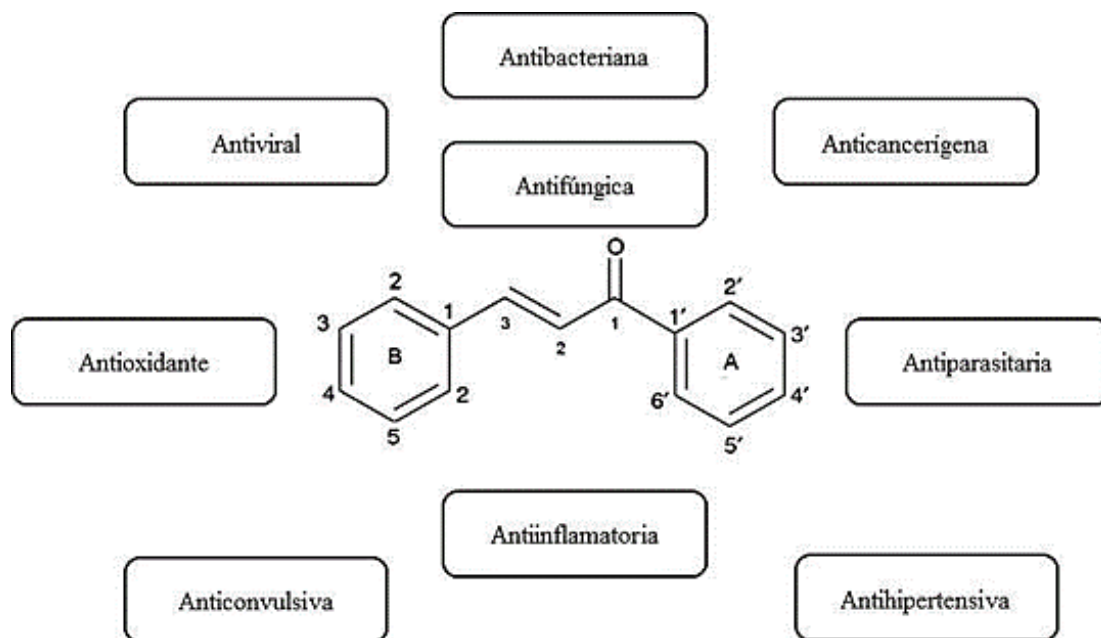 Antibacteriana
Antiviral
Anticancerígena
Antifúngica
O
2
2'
3
1
3
2
1
1'
3'
B
A
Antioxidante
Antiparasitaria
4
2
6'
4'
5
5'
Antiinflamatoria
Anticonvulsiva
Antihipertensiva